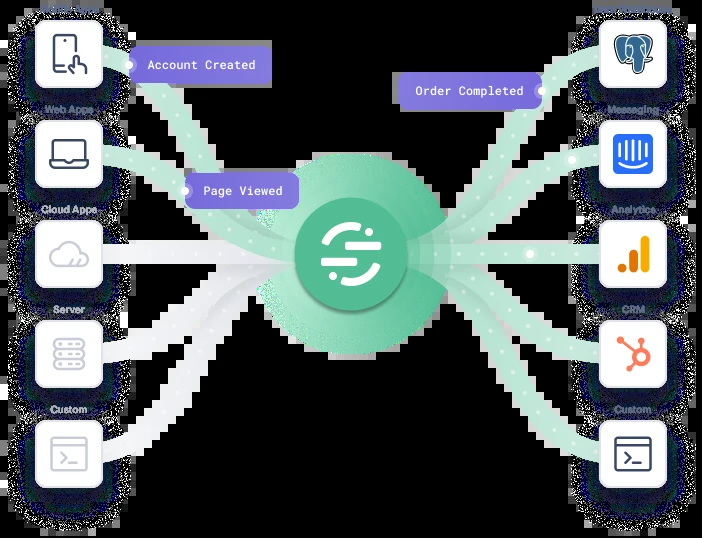 Account Created
Order Completed
Web Apps
Messaging
Page Viewed
Cloud Apps
Analytics
Server
CRM
Custom
Custom